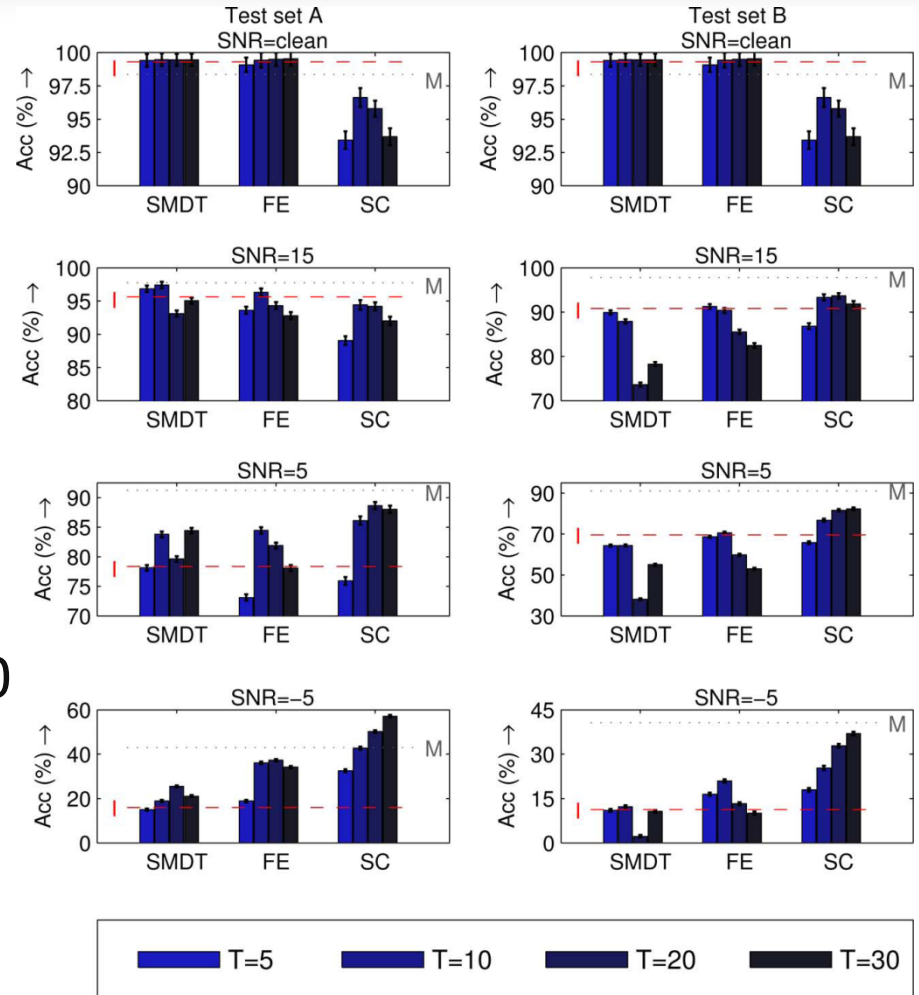 Test set A
SNR=clean
Acc (%) →
100
97.5
95
92.5
90
M
SMDT FE SC
Test set B
SNR=clean
Acc (%) →
100
97.5
95
92.5
90
M
SMDT FE SC
SNR=15
Acc (%) →
100
95
90
85
80
M
SMDT FE SC
SNR=15
Acc (%) →
100
90
80
70
M
SMDT FE SC
SNR=5
Acc (%) →
90
85
80
75
70
M
SMDT FE SC
SNR=5
Acc (%) →
90
70
50
30
M
SMDT FE SC
SNR=−5
Acc (%) →
60
40
20
0
M
SMDT FE SC
SNR=−5
Acc (%) →
45
30
15
0
M
SMDT FE SC
T=5 T=10 T=20 T=30